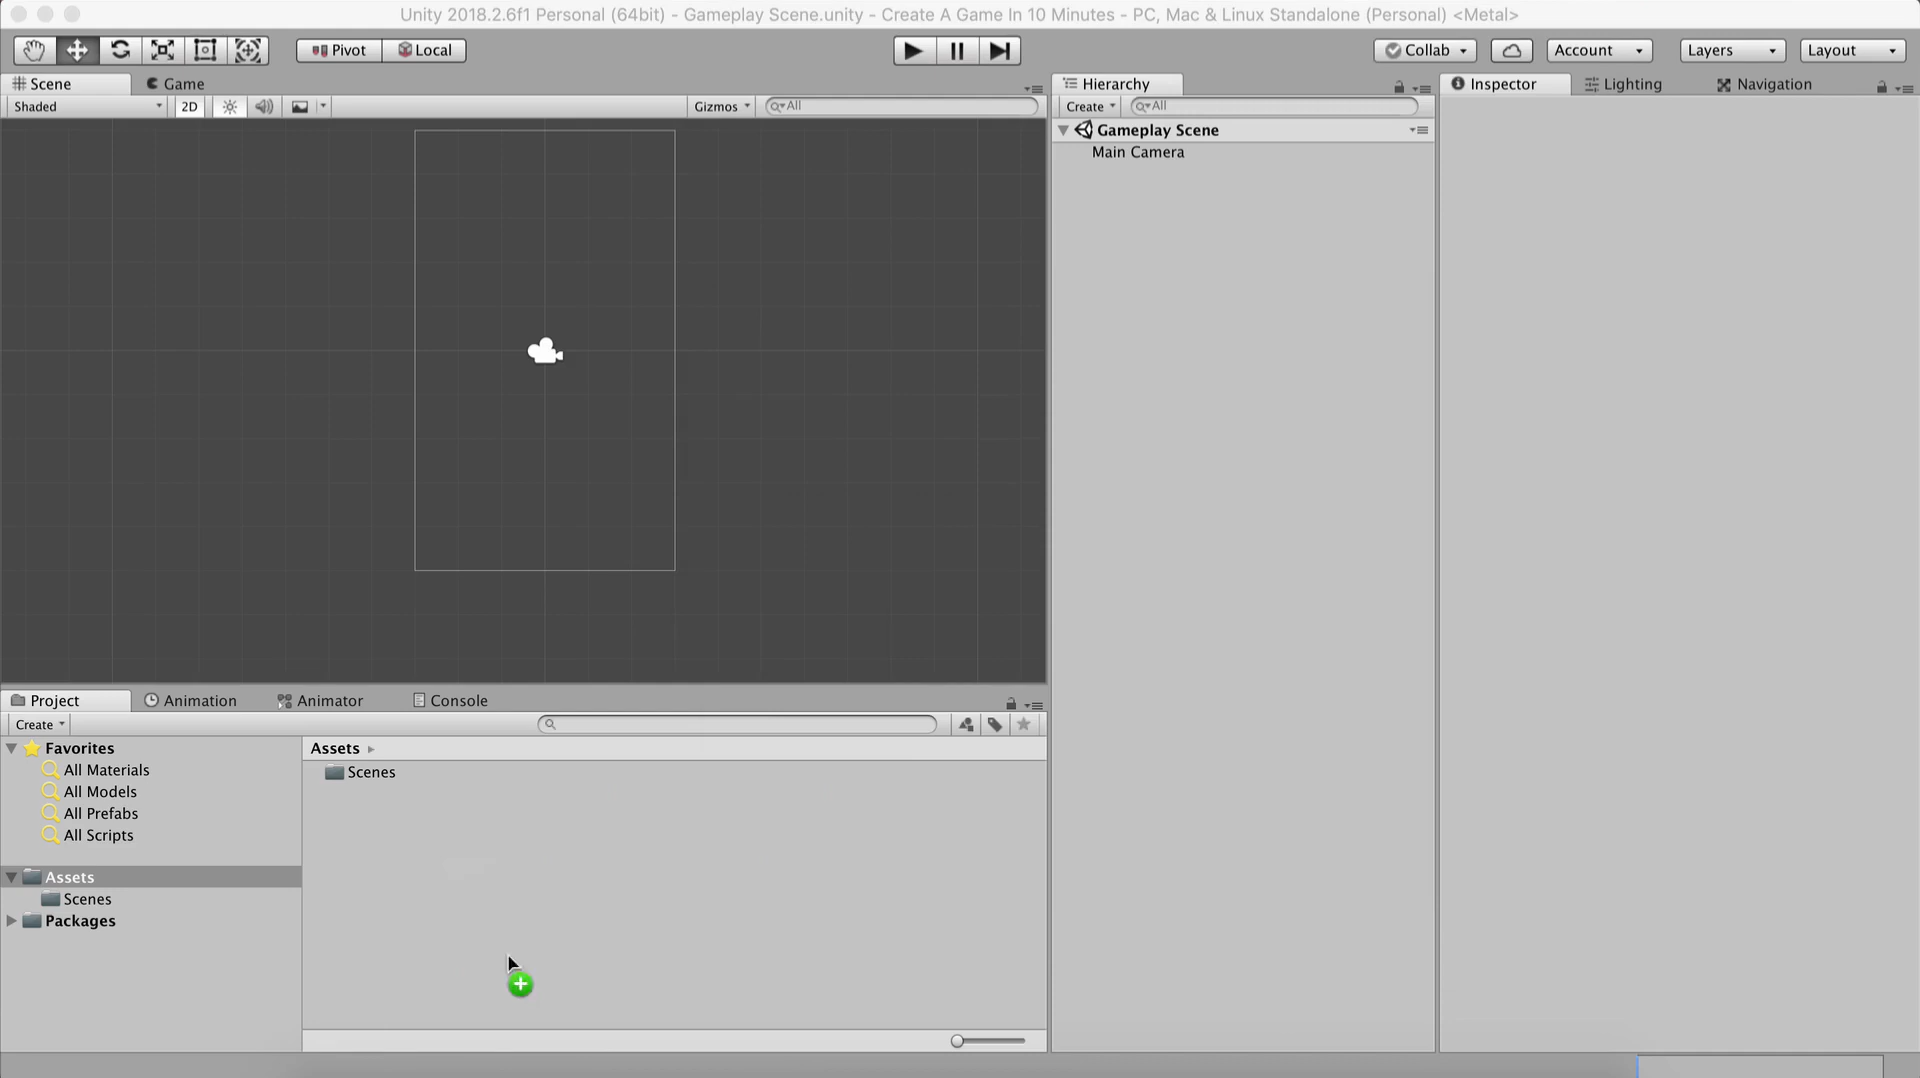 Unity 2018.2.6f1 Personal (64bit) - Gameplay Scene.unity - Create A Game In 10 Minutes - PC, Mac & Linux Standalone (Personal) <Metal>
Pivot Local Collab Account Layers Layout
Scene Game
Shaded 2D Gizmos All
Hierarchy
Create All
Gameplay Scene
Main Camera
Inspector Lighting Navigation
Project Animation Animator Console
Create
Favorites
All Materials
All Models
All Prefabs
All Scripts
Assets
Scenes
Packages
Assets
Scenes